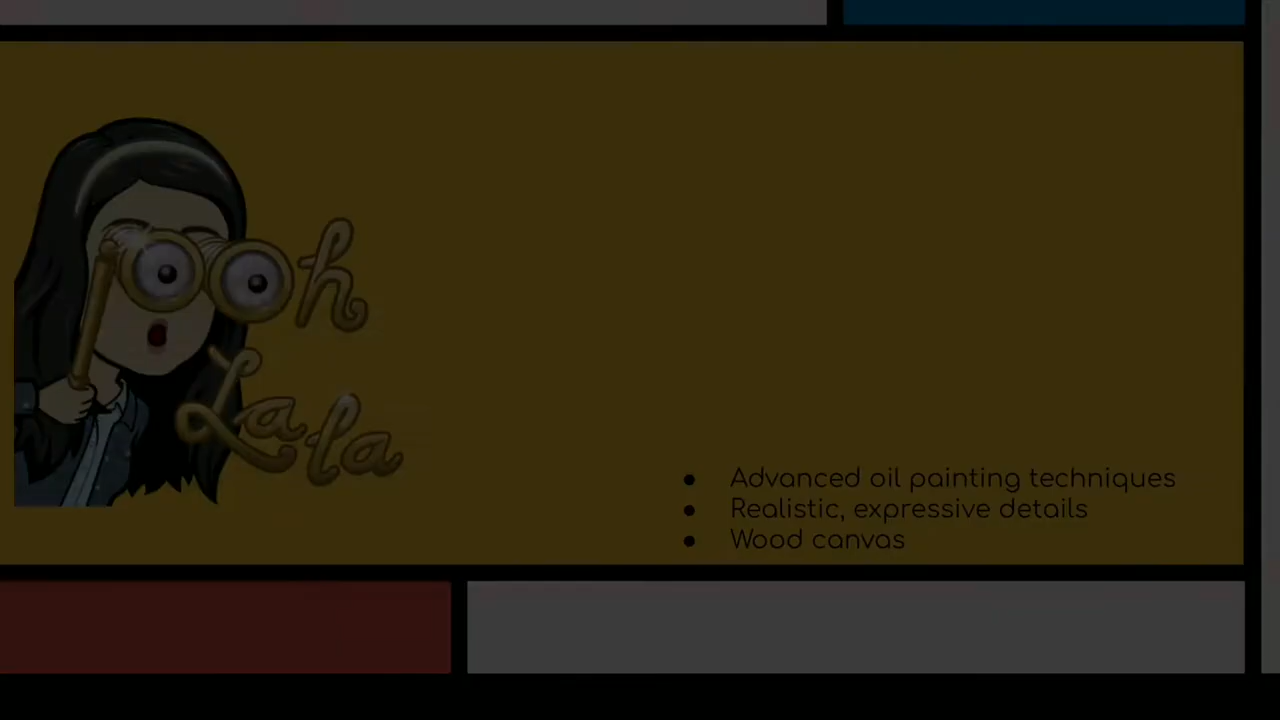 Ooh
La la
● Advanced oil painting techniques
● Realistic, expressive details
● Wood canvas